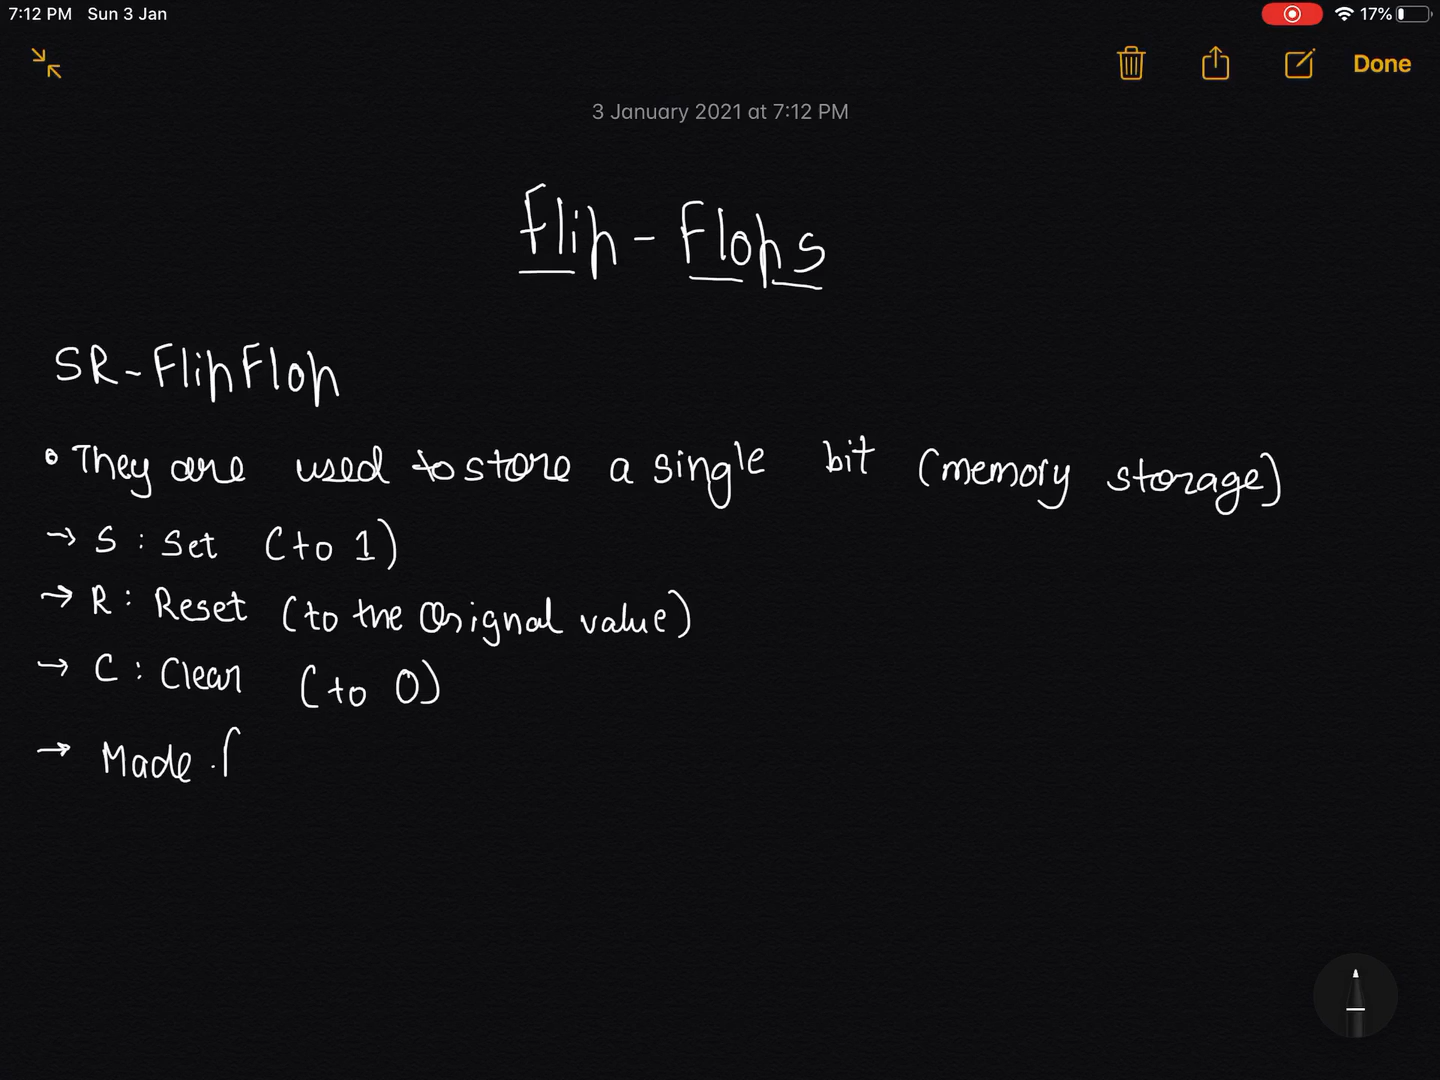 7:12 PM Sun 3 Jan 17%
Done
3 January 2021 at 7:12 PM
Flip-Flops
SR-FlipFlop
• They are used to store a single bit (memory storage)
→ S : Set (to 1)
→ R : Reset (to the Orignal value)
→ C : Clear (to 0)
→ Made